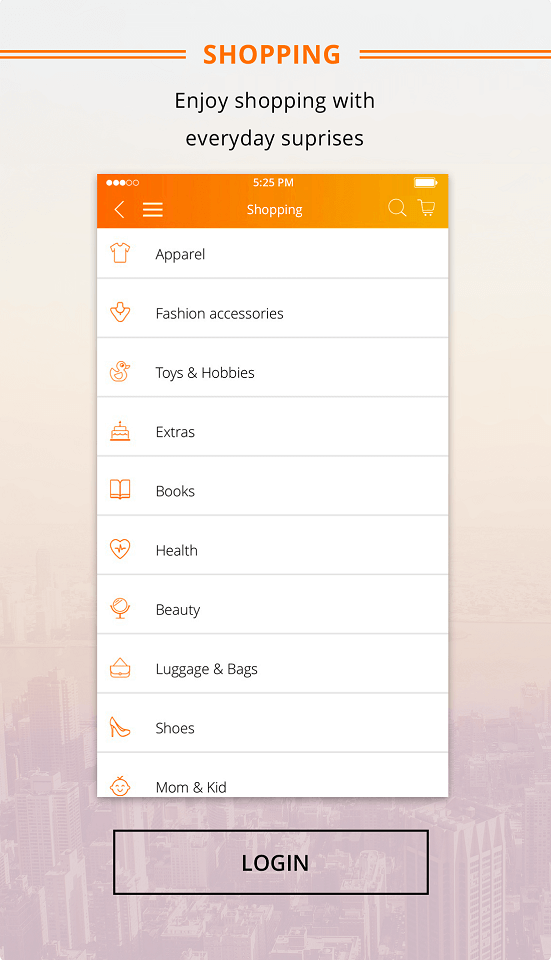 SHOPPING
Enjoy shopping with
everyday suprises
5:25 PM
Shopping
Apparel
Fashion accessories
Toys & Hobbies
Extras
Books
Health
Beauty
Luggage & Bags
Shoes
Mom & Kid
LOGIN